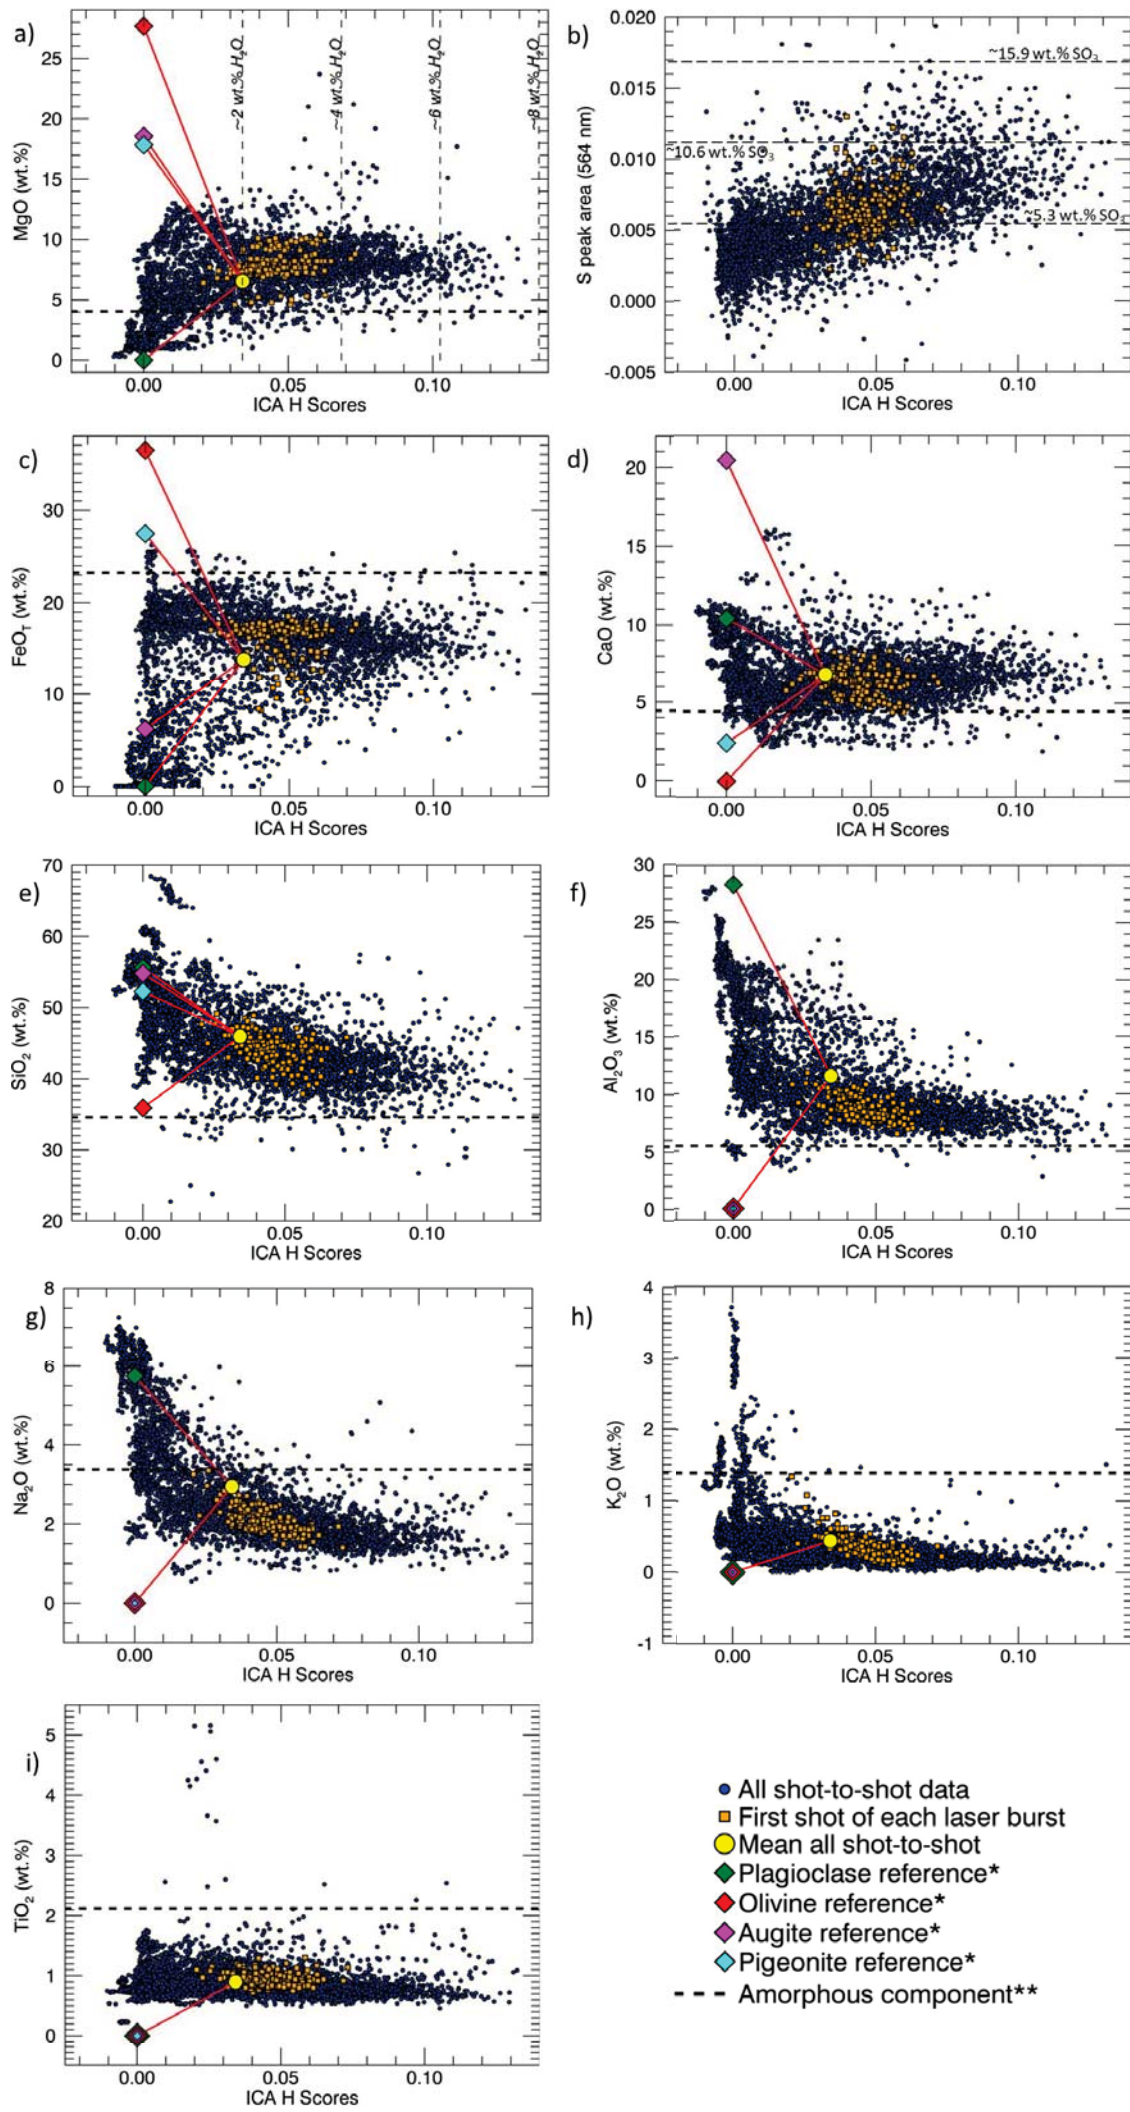 a)
MgO (wt.%)
25
20
15
10
5
0
~2 wt.% H₂O
~4 wt.% H₂O
~6 wt.% H₂O
~8 wt.% H₂O
0.00 0.05 0.10
ICA H Scores
b)
S peak area (564 nm)
0.020
0.015
0.010
0.005
0.000
-0.005
~15.9 wt.% SO₃
~10.6 wt.% SO₃
~5.3 wt.% SO₃
0.00 0.05 0.10
ICA H Scores
c)
FeO_T (wt.%)
30
20
10
0
0.00 0.05 0.10
ICA H Scores
d)
CaO (wt.%)
20
15
10
5
0
0.00 0.05 0.10
ICA H Scores
e)
SiO₂ (wt.%)
70
60
50
40
30
20
0.00 0.05 0.10
ICA H Scores
f)
Al₂O₃ (wt.%)
30
25
20
15
10
5
0
0.00 0.05 0.10
ICA H Scores
g)
Na₂O (wt.%)
8
6
4
2
0
0.00 0.05 0.10
ICA H Scores
h)
K₂O (wt.%)
4
3
2
1
0
-1
0.00 0.05 0.10
ICA H Scores
i)
TiO₂ (wt.%)
5
4
3
2
1
0
0.00 0.05 0.10
ICA H Scores
All shot-to-shot data
First shot of each laser burst
Mean all shot-to-shot
Plagioclase reference*
Olivine reference*
Augite reference*
Pigeonite reference*
Amorphous component**